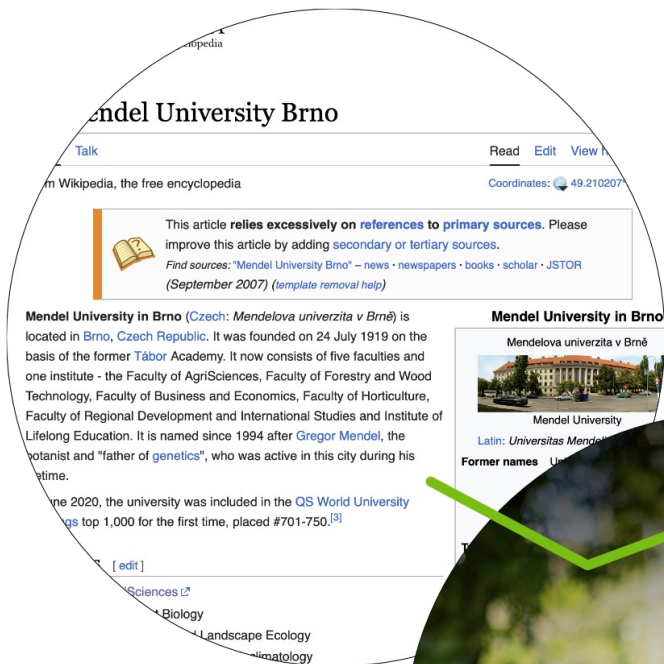 endel University Brno
Talk
Read Edit View
Wikipedia, the free encyclopedia
Coordinates: 49.210207°
This article relies excessively on references to primary sources. Please
improve this article by adding secondary or tertiary sources.
Find sources: "Mendel University Brno" – news · newspapers · books · scholar · JSTOR
(September 2007) (template removal help)
Mendel University in Brno (Czech: Mendelova univerzita v Brně) is
located in Brno, Czech Republic. It was founded on 24 July 1919 on the
basis of the former Tábor Academy. It now consists of five faculties and
one institute - the Faculty of AgriSciences, Faculty of Forestry and Wood
Technology, Faculty of Business and Economics, Faculty of Horticulture,
Faculty of Regional Development and International Studies and Institute of
Lifelong Education. It is named since 1994 after Gregor Mendel, the
botanist and "father of genetics", who was active in this city during his
etime.
ne 2020, the university was included in the QS World University
gs top 1,000 for the first time, placed #701-750.[3]
[ edit ]
Sciences
Biology
Landscape Ecology
limatology
Mendel University in Brno
Mendelova univerzita v Brně
Mendel University
Latin: Universitas Mende
Former names